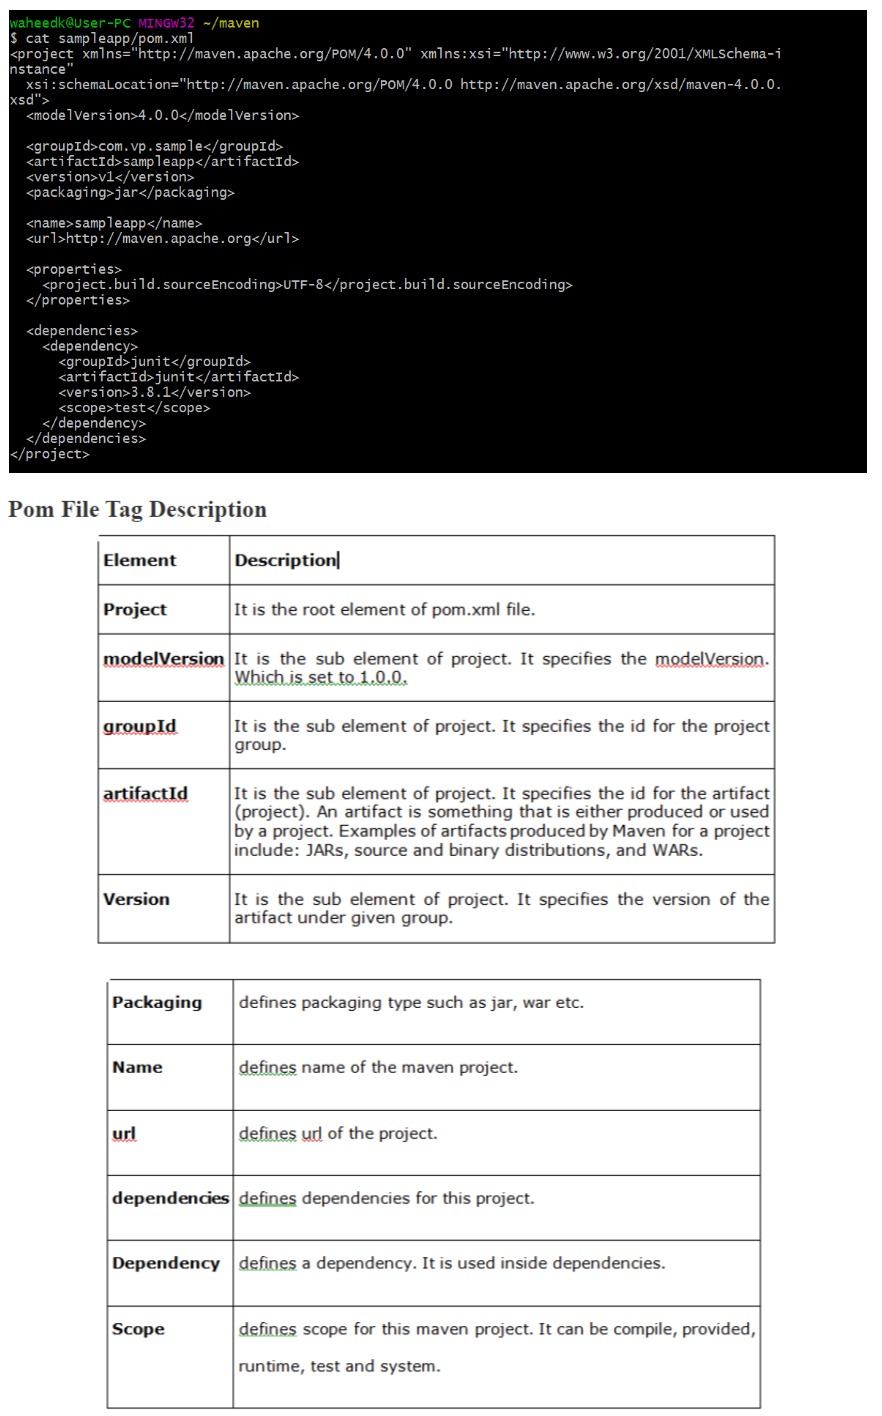 waheedk@User-PC MINGW32 ~/maven
$ cat sampleapp/pom.xml
<project xmlns="http://maven.apache.org/POM/4.0.0" xmlns:xsi="http://www.w3.org/2001/XMLSchema-i
nstance"
  xsi:schemaLocation="http://maven.apache.org/POM/4.0.0 http://maven.apache.org/xsd/maven-4.0.0.
xsd">
  <modelVersion>4.0.0</modelVersion>

  <groupId>com.vp.sample</groupId>
  <artifactId>sampleapp</artifactId>
  <version>v1</version>
  <packaging>jar</packaging>

  <name>sampleapp</name>
  <url>http://maven.apache.org</url>

  <properties>
    <project.build.sourceEncoding>UTF-8</project.build.sourceEncoding>
  </properties>

  <dependencies>
    <dependency>
      <groupId>junit</groupId>
      <artifactId>junit</artifactId>
      <version>3.8.1</version>
      <scope>test</scope>
    </dependency>
  </dependencies>
</project>
Pom File Tag Description
Element Description
Project It is the root element of pom.xml file.
modelVersion It is the sub element of project. It specifies the modelVersion.
Which is set to 1.0.0.
groupId It is the sub element of project. It specifies the id for the project
group.
artifactId It is the sub element of project. It specifies the id for the artifact
(project). An artifact is something that is either produced or used
by a project. Examples of artifacts produced by Maven for a project
include: JARs, source and binary distributions, and WARs.
Version It is the sub element of project. It specifies the version of the
artifact under given group.
Packaging defines packaging type such as jar, war etc.
Name defines name of the maven project.
url defines url of the project.
dependencies defines dependencies for this project.
Dependency defines a dependency. It is used inside dependencies.
Scope defines scope for this maven project. It can be compile, provided,
runtime, test and system.